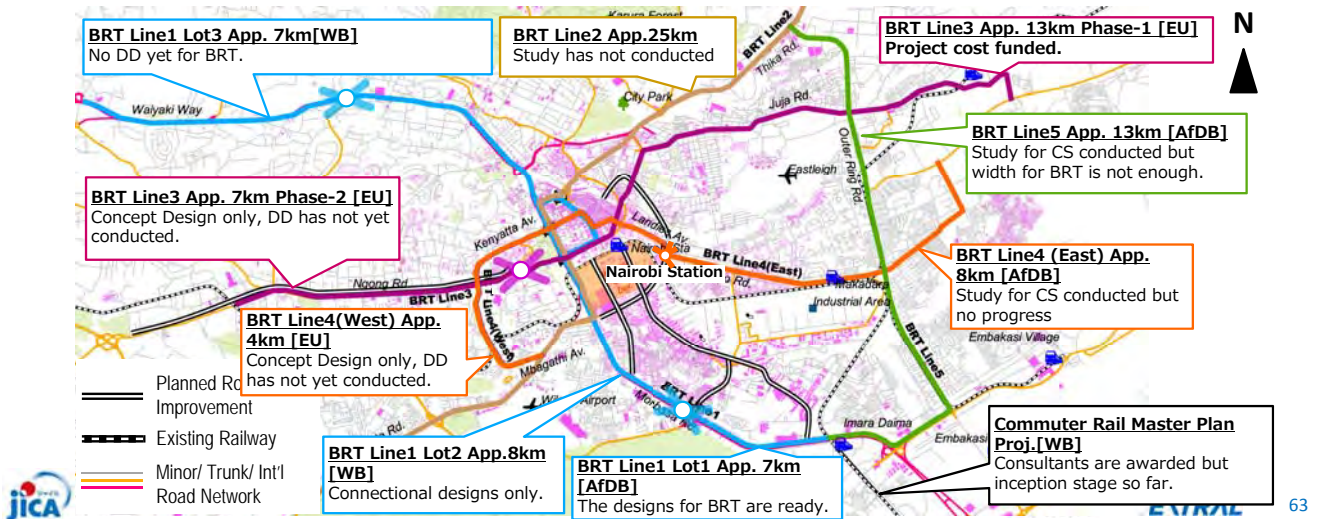 BRT Line1 Lot3 App. 7km[WB]
No DD yet for BRT.
BRT Line2 App.25km
Study has not conducted
BRT Line3 App. 13km Phase-1 [EU]
Project cost funded.
N
Karura Forest
BRT Line2
Thika Rd.
Waiyaki Way
City Park
Juja Rd.
BRT Line5 App. 13km [AfDB]
Study for CS conducted but
width for BRT is not enough.
Outer Ring Rd.
Eastleigh
BRT Line3 App. 7km Phase-2 [EU]
Concept Design only, DD has not yet
conducted.
Kenyatta Av.
Nairobi Station
BRT Line4(East)
BRT Line4 (East) App.
8km [AfDB]
Study for CS conducted but
no progress
Makadara
Industrial Area
Ngong Rd.
BRT Line3
BRT Line4(West)
BRT Line4(West) App.
4km [EU]
Concept Design only, DD
has not yet conducted.
Mbagathi Av.
BRT Line5
Embakasi Village
Planned Ro
Improvement
Existing Railway
Minor/ Trunk/ Int'l
Road Network
Airport
Imara Daima
Embakasi
BRT Line1 Lot2 App.8km
[WB]
Connectional designs only.
BRT Line1 Lot1 App. 7km
[AfDB]
The designs for BRT are ready.
Commuter Rail Master Plan
Proj.[WB]
Consultants are awarded but
inception stage so far.
jICA
63